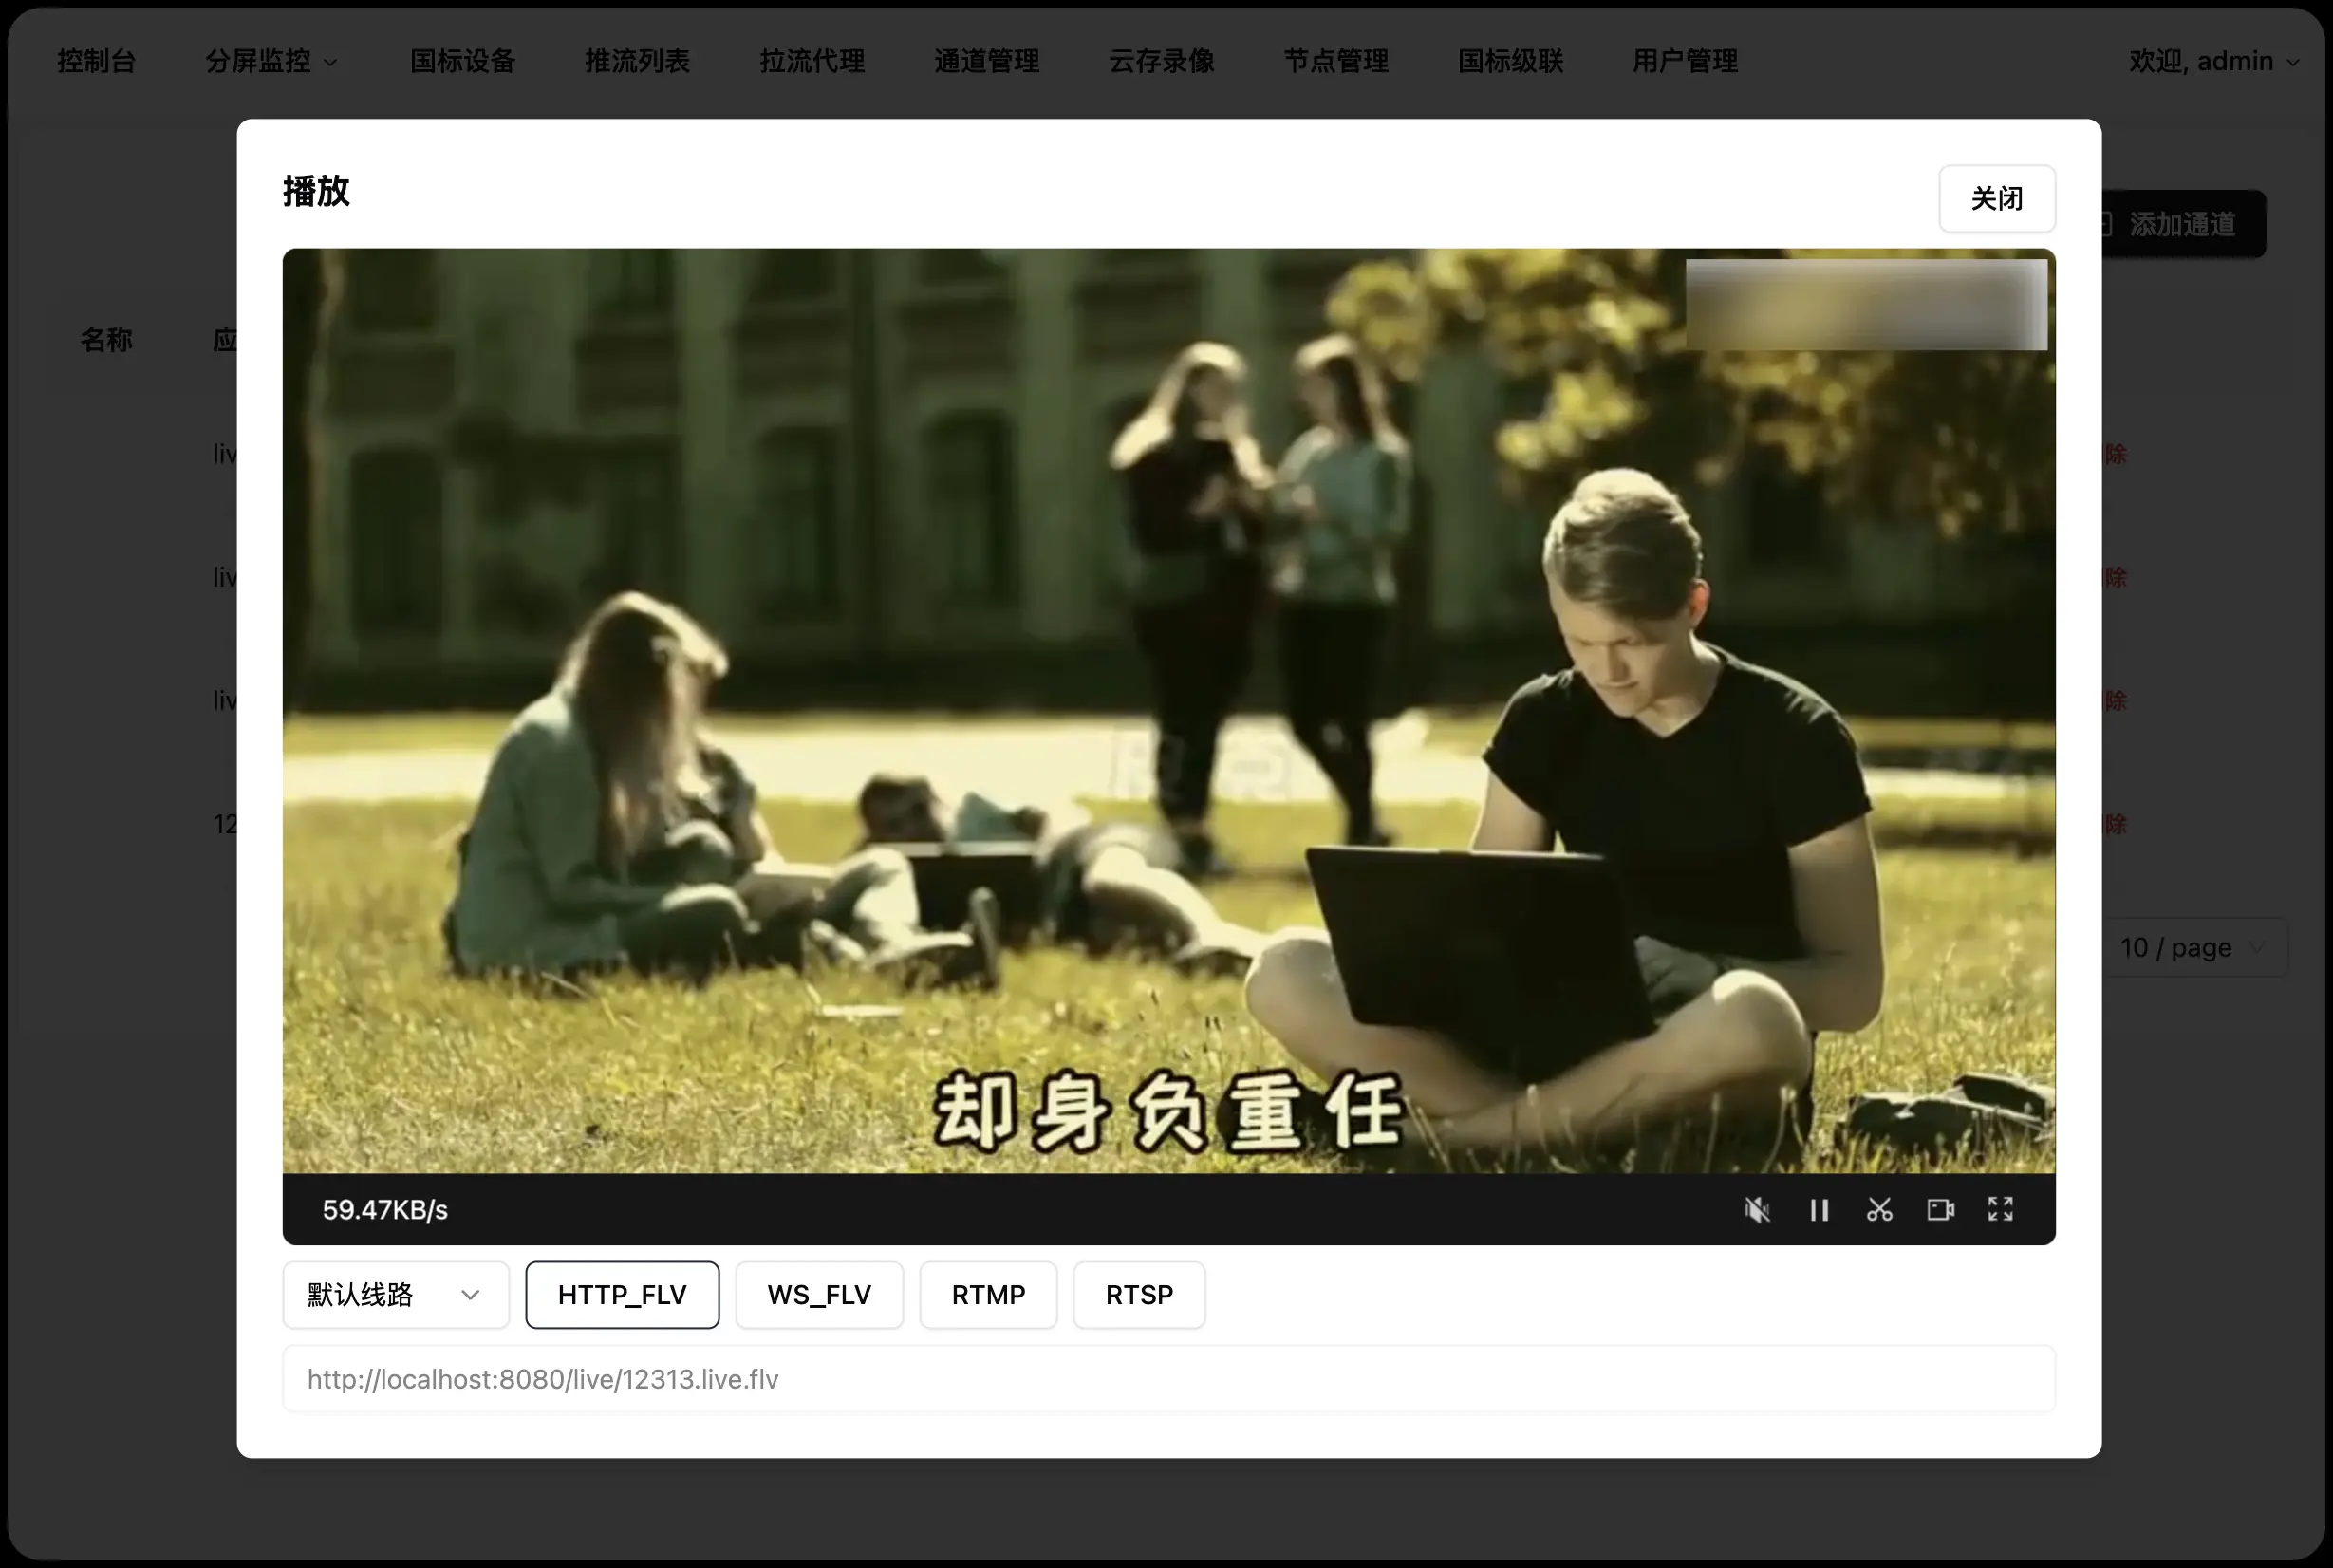 控制台 分屏监控 国标设备 推流列表 拉流代理 通道管理 云存录像 节点管理 国标级联 用户管理 欢迎, admin
播放 关闭
添加通道
名称 应
liv 除
liv 除
liv 除
12 除
10 / page
却身负重任
59.47KB/s
默认线路 HTTP_FLV WS_FLV RTMP RTSP
http://localhost:8080/live/12313.live.flv